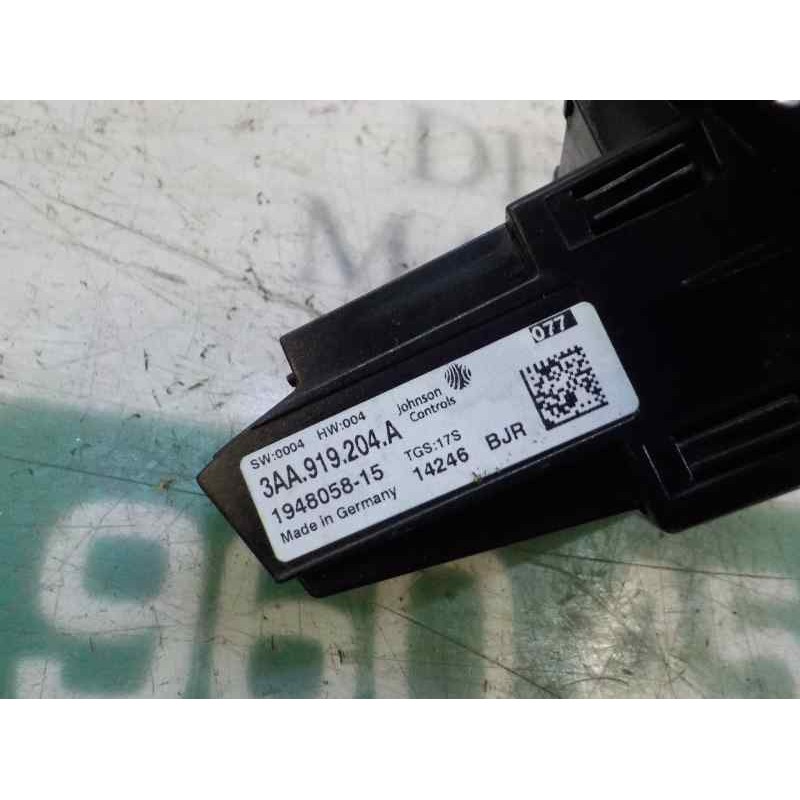 077
SW:0004 HW:004
Johnson
Controls
3AA.919.204.A
TGS:17S
1948058-15
14246 BJR
Made in Germany